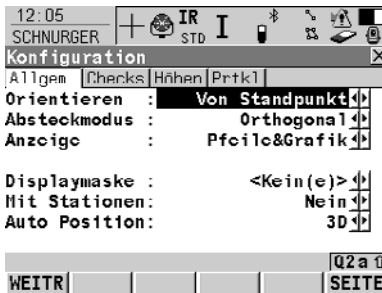 12:05
SCHNURGER
IR
STD
I
Konfiguration
Allgem Checks Höhen Prtkl
Orientieren : Von Standpunkt
Absteckmodus : Orthogonal
Anzeige : Pfeile&Grafik
Displaymaske : <Kein(e)>
Mit Stationen: Nein
Auto Position: 3D
Q2a
WEITR SEITE